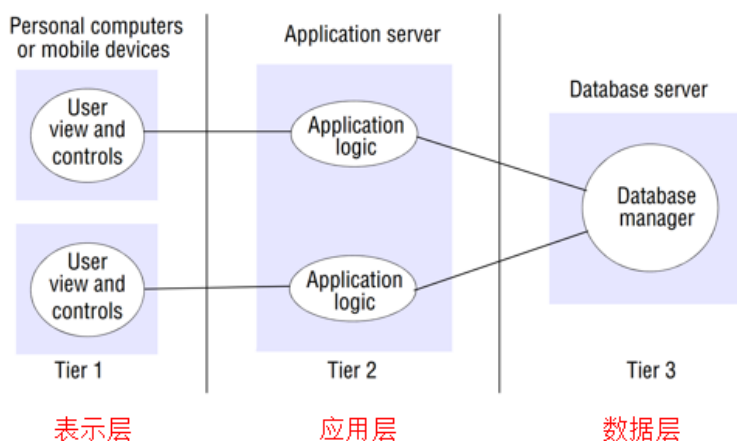 Personal computers
or mobile devices
Application server
Database server
User
view and
controls
Application
logic
Database
manager
User
view and
controls
Application
logic
Tier 1
Tier 2
Tier 3
表示层
应用层
数据层